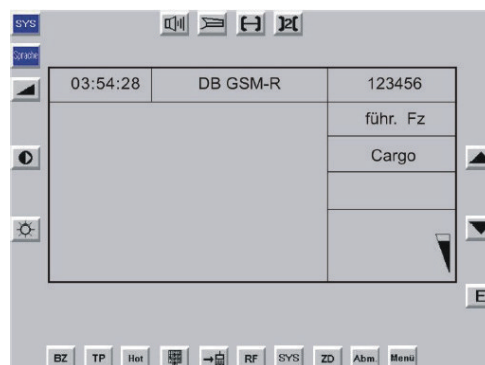 SYS
]2[
Sprache
03:54:28 DB GSM-R 123456
führ. Fz
Cargo
E
BZ TP Hot RF SYS ZD Abm. Menü